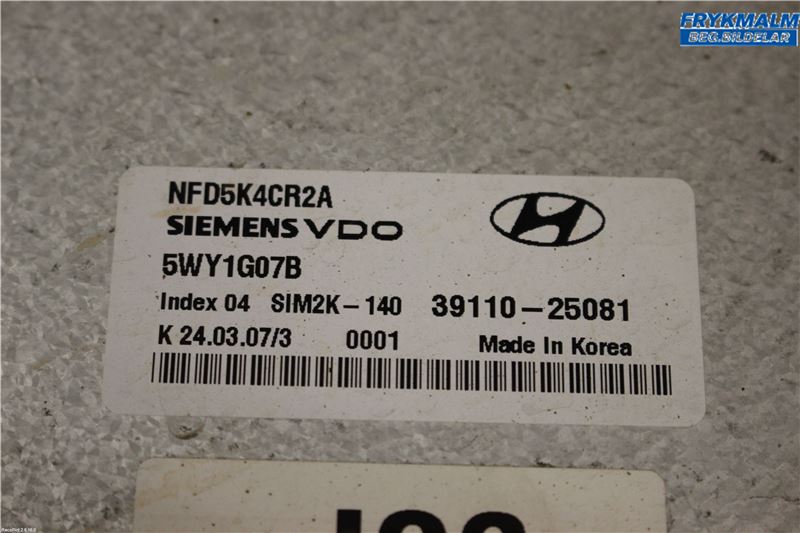 FRYKMALM
BEG.BILDELAR
NFD5K4CR2A
SIEMENS VDO
5WY1G07B
Index 04 SIM2K-140 39110-25081
K 24.03.07/3 0001 Made In Korea